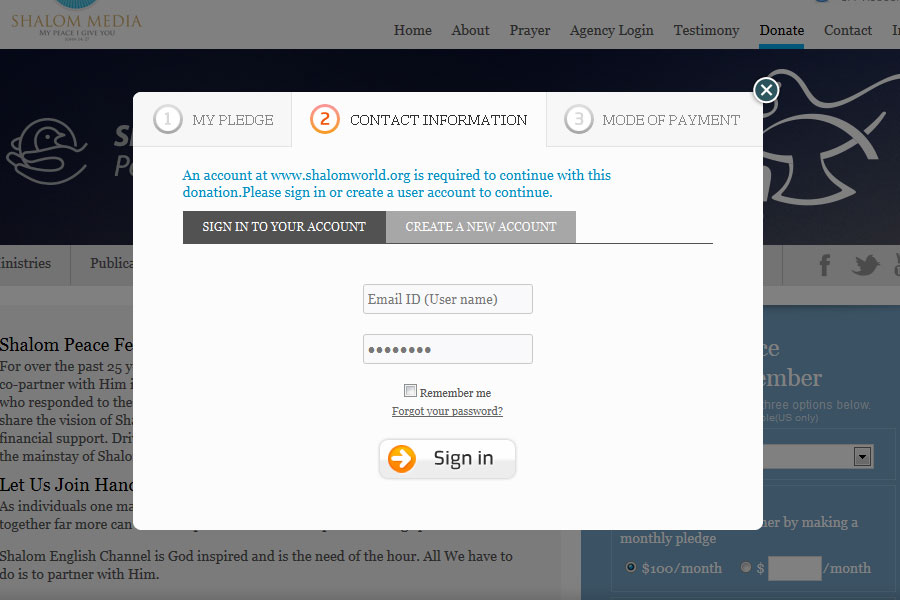 SHALOM MEDIA
MY PEACE I GIVE YOU
Home About Prayer Agency Login Testimony Donate Contact
1 MY PLEDGE
2 CONTACT INFORMATION
3 MODE OF PAYMENT
An account at www.shalomworld.org is required to continue with this
donation.Please sign in or create a user account to continue.
SIGN IN TO YOUR ACCOUNT
CREATE A NEW ACCOUNT
Email ID (User name)
Remember me
Forgot your password?
Sign in
inistries Publica
Shalom Peace Fe
For over the past 25 y
co-partner with Him i
who responded to the
share the vision of Sha
financial support. Dri
the mainstay of Shalo
Let Us Join Hand
As individuals one ma
together far more can
Shalom English Channel is God inspired and is the need of the hour. All We have to
do is to partner with Him.
ce
ember
three options below.
ble(US only)
ner by making a
monthly pledge
$100/month $ /month